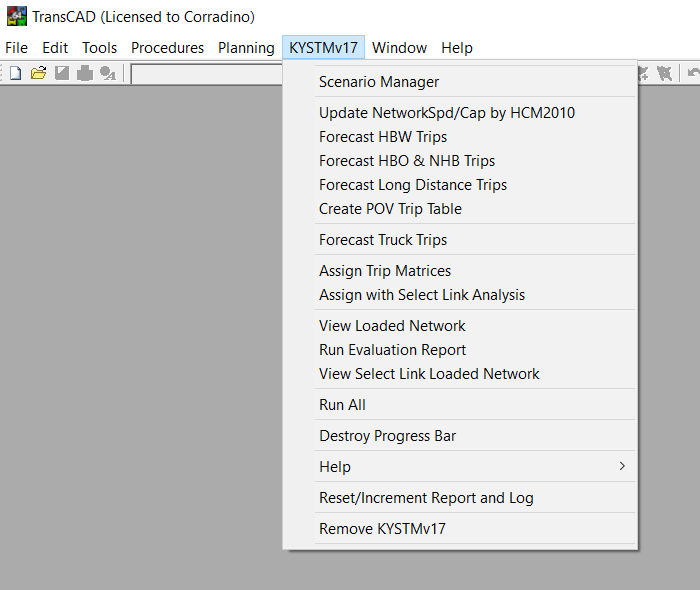 TransCAD (Licensed to Corradino)
File Edit Tools Procedures Planning KYSTMv17 Window Help
Scenario Manager
Update NetworkSpd/Cap by HCM2010
Forecast HBW Trips
Forecast HBO & NHB Trips
Forecast Long Distance Trips
Create POV Trip Table
Forecast Truck Trips
Assign Trip Matrices
Assign with Select Link Analysis
View Loaded Network
Run Evaluation Report
View Select Link Loaded Network
Run All
Destroy Progress Bar
Help
Reset/Increment Report and Log
Remove KYSTMv17